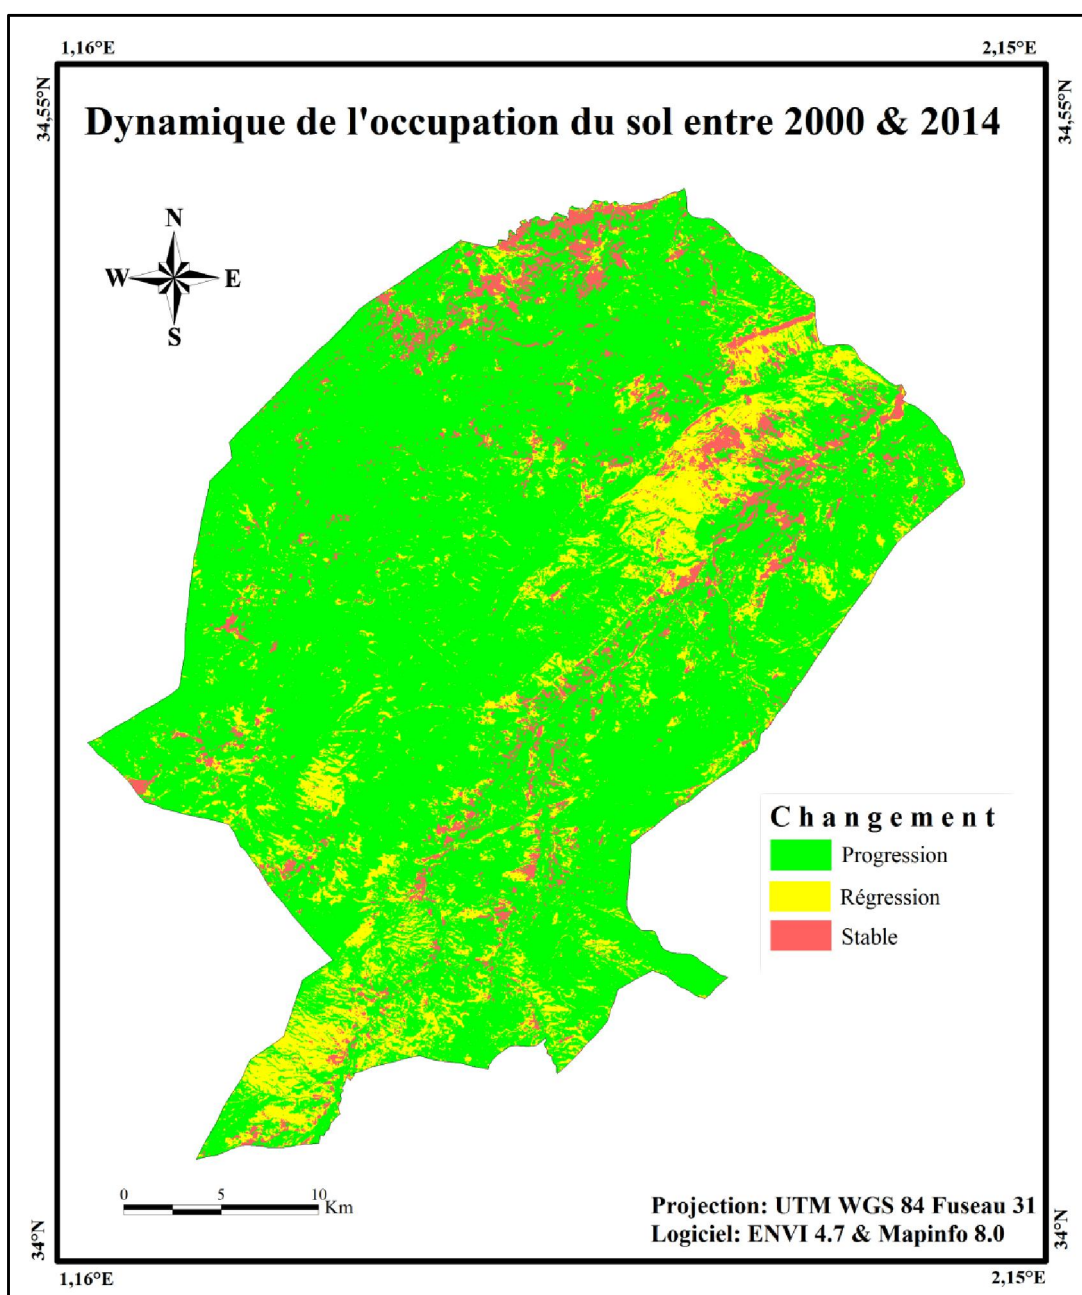 1,16°E
2,15°E
34,55°N
34,55°N
Dynamique de l'occupation du sol entre 2000 & 2014
N
W
E
S
Changement
Progression
Régression
Stable
0 5 10
Km
Projection: UTM WGS 84 Fuseau 31
Logiciel: ENVI 4.7 & Mapinfo 8.0
34°N
34°N
1,16°E
2,15°E